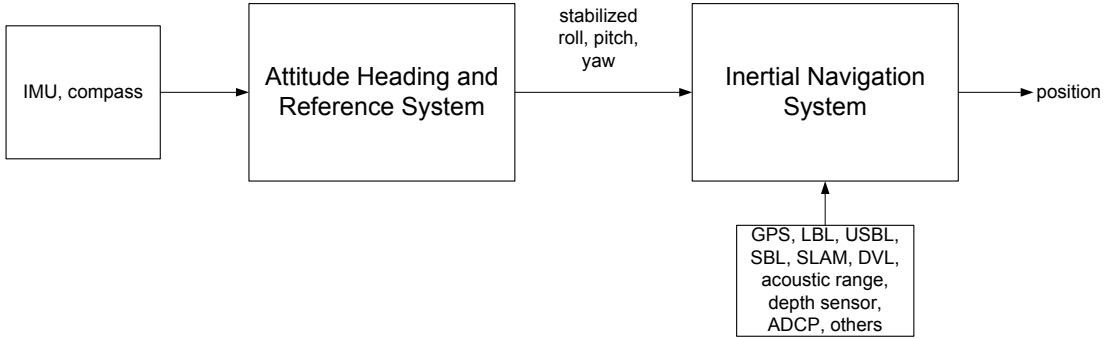 IMU, compass
Attitude Heading and
Reference System
stabilized
roll, pitch,
yaw
Inertial Navigation
System
position
GPS, LBL, USBL,
SBL, SLAM, DVL,
acoustic range,
depth sensor,
ADCP, others